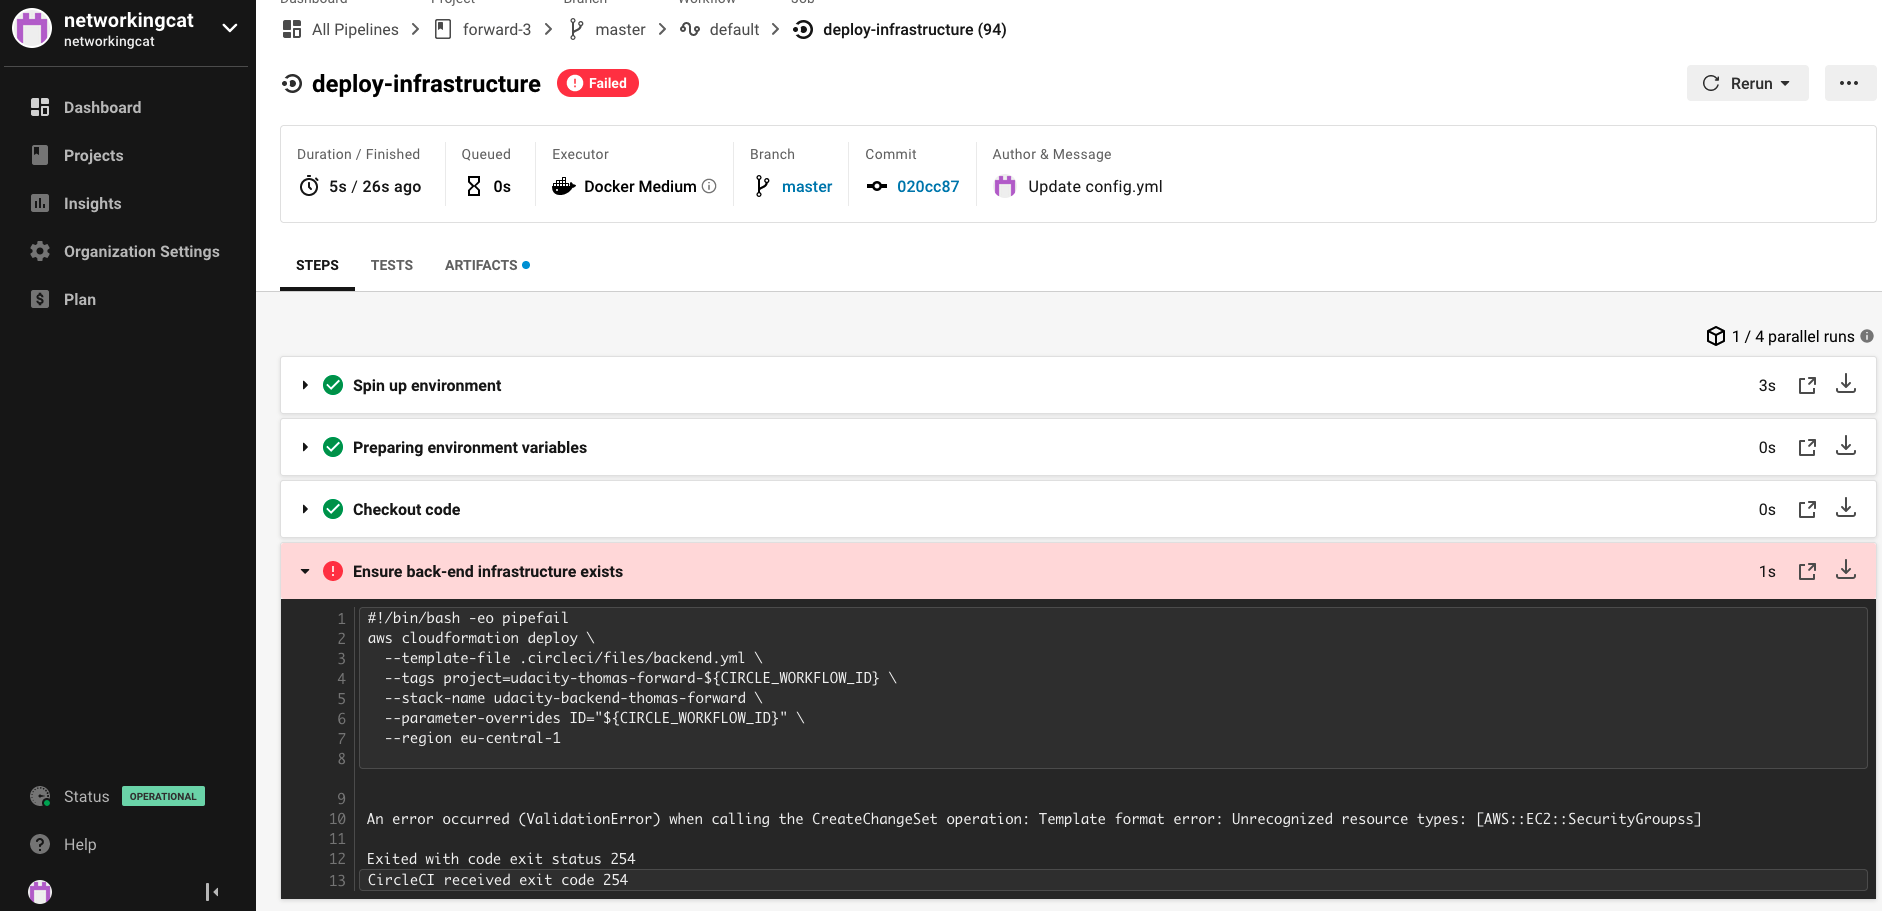 networkingcat
networkingcat
Dashboard
Projects
Insights
Organization Settings
Plan
Status OPERATIONAL
Help
Dashboard Project Branch Workflow Job
All Pipelines forward-3 master default deploy-infrastructure (94)
deploy-infrastructure Failed
Rerun
Duration / Finished Queued Executor Branch Commit Author & Message
5s / 26s ago 0s Docker Medium master 020cc87 Update config.yml
STEPS TESTS ARTIFACTS
1 / 4 parallel runs
Spin up environment 3s
Preparing environment variables 0s
Checkout code 0s
Ensure back-end infrastructure exists 1s
1 #!/bin/bash -eo pipefail
2 aws cloudformation deploy \
3 --template-file .circleci/files/backend.yml \
4 --tags project=udacity-thomas-forward-${CIRCLE_WORKFLOW_ID} \
5 --stack-name udacity-backend-thomas-forward \
6 --parameter-overrides ID="${CIRCLE_WORKFLOW_ID}" \
7 --region eu-central-1
8
9
10 An error occurred (ValidationError) when calling the CreateChangeSet operation: Template format error: Unrecognized resource types: [AWS::EC2::SecurityGroupss]
11
12 Exited with code exit status 254
13 CircleCI received exit code 254